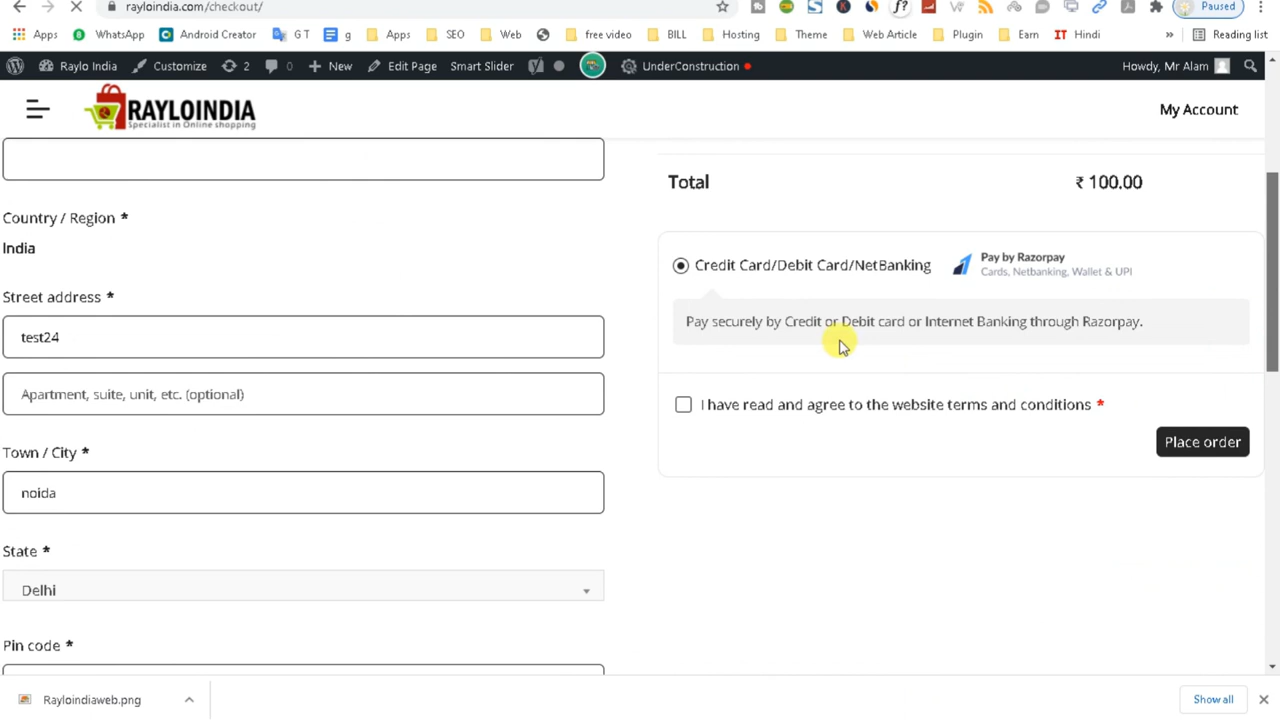 rayloindia.com/checkout/
Paused
Apps WhatsApp Android Creator G T g Apps SEO Web free video BILL Hosting Theme Web Article Plugin Earn IT Hindi » Reading list
Raylo India Customize 2 0 New Edit Page Smart Slider UnderConstruction Howdy, Mr Alam
RAYLOINDIA
Specialist in Online shopping
My Account
Total ₹ 100.00
Country / Region *
India
Credit Card/Debit Card/NetBanking
Pay by Razorpay
Cards, Netbanking, Wallet & UPI
Street address *
Pay securely by Credit or Debit card or Internet Banking through Razorpay.
test24
Apartment, suite, unit, etc. (optional)
I have read and agree to the website terms and conditions *
Place order
Town / City *
noida
State *
Delhi
Pin code *
Rayloindiaweb.png
Show all